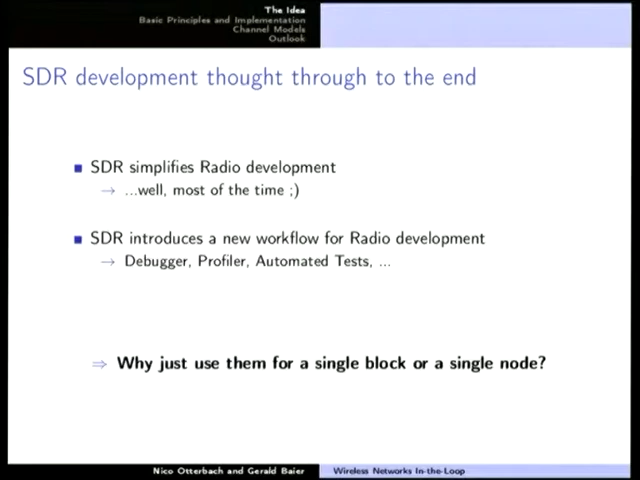 The Idea
Basic Principles and Implementation
Channel Models
Outlook
SDR development thought through to the end
SDR simplifies Radio development
→ ...well, most of the time ;)
SDR introduces a new workflow for Radio development
→ Debugger, Profiler, Automated Tests, ...
⇒ Why just use them for a single block or a single node?
Nico Otterbach and Gerald Baier Wireless Networks In-the-Loop